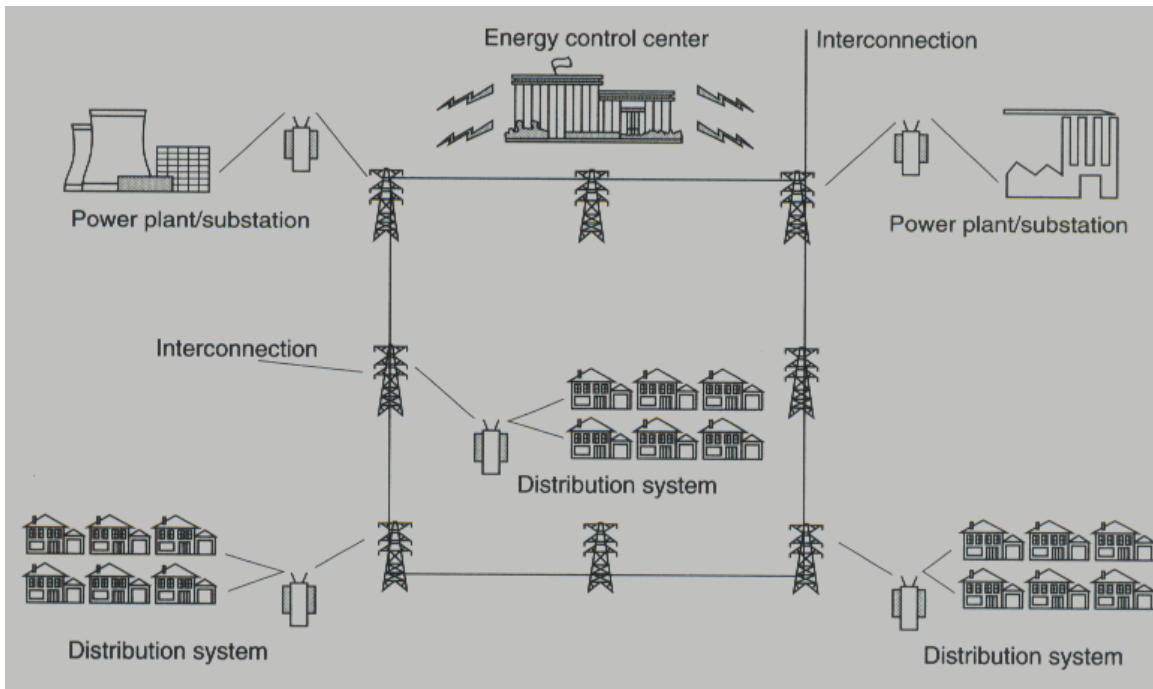 Energy control center
Interconnection
Power plant/substation
Power plant/substation
Interconnection
Distribution system
Distribution system
Distribution system